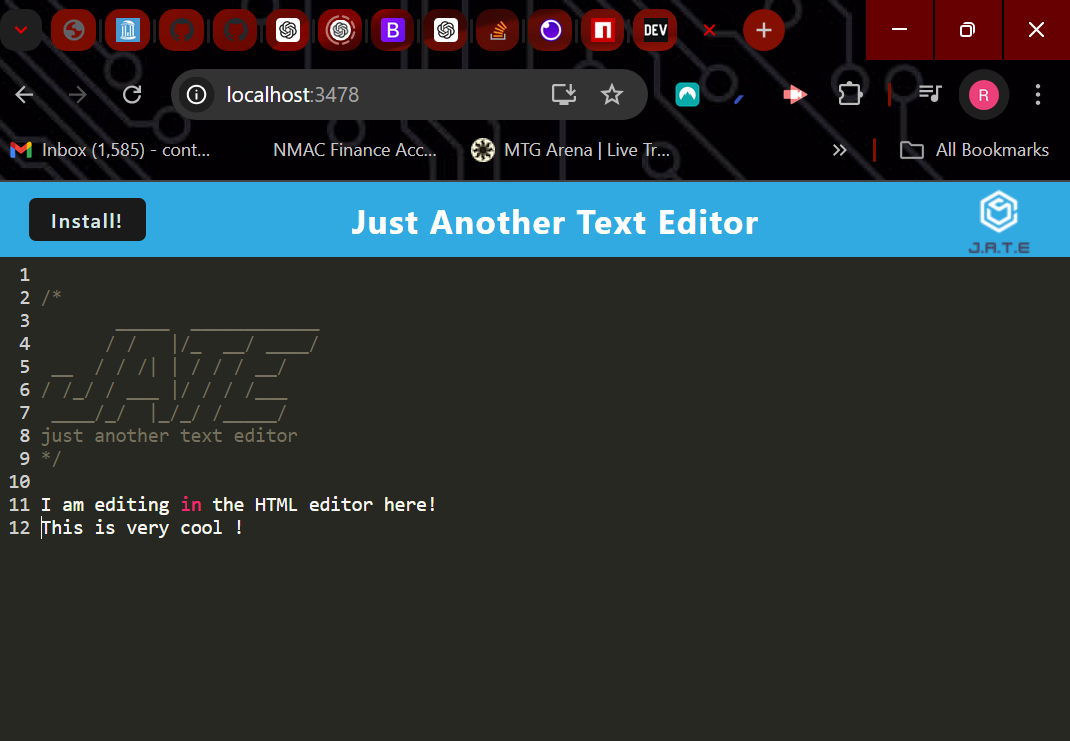 DEV
localhost:3478
R
Inbox (1,585) - cont...
NMAC Finance Acc...
MTG Arena | Live Tr...
All Bookmarks
Install!
Just Another Text Editor
J.A.T.E
1
2 /*
3        _____  ____________
4       / /   |/_  __/ ____/
5  __  / / /| | / / / __/
6 / /_/ / ___ |/ / / /___
7  ____/_/  |_/_/ /_____/
8 just another text editor
9 */
10
11 I am editing in the HTML editor here!
12 This is very cool !